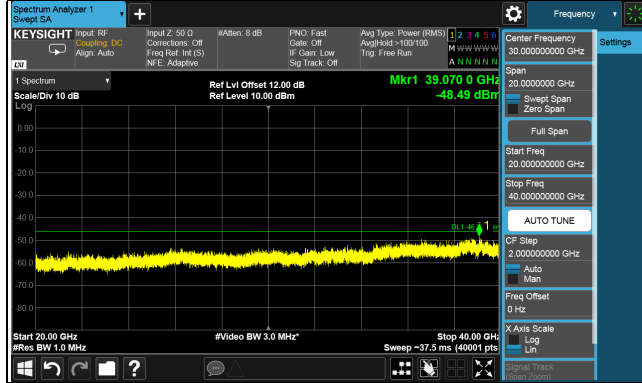 Spectrum Analyzer 1
Swept SA
Frequency
KEYSIGHT
Input: RF
Coupling: DC
Align: Auto
Input Z: 50 Ω
Corrections: Off
Freq Ref: Int (S)
NFE: Adaptive
#Atten: 8 dB
PNO: Fast
Gate: Off
IF Gain: Low
Sig Track: Off
Avg Type: Power (RMS)
Avg|Hold:>100/100
Trig: Free Run
1 2 3 4 5 6
M W W W W W
A N N N N N
LXI
1 Spectrum
Scale/Div 10 dB
Log
Ref Lvl Offset 12.00 dB
Ref Level 10.00 dBm
Mkr1 39.070 0 GHz
-48.49 dBm
0.00
-10.0
-20.0
-30.0
-40.0
-50.0
-60.0
-70.0
-80.0
1
Start 20.00 GHz
#Res BW 1.0 MHz
#Video BW 3.0 MHz*
Stop 40.00 GHz
Sweep ~37.5 ms (40001 pts)
Center Frequency
30.000000000 GHz
Span
20.0000000000 GHz
Swept Span
Zero Span
Full Span
Start Freq
20.000000000 GHz
Stop Freq
40.000000000 GHz
AUTO TUNE
CF Step
2.000000000 GHz
Auto
Man
Freq Offset
0 Hz
X Axis Scale
Log
Lin
Signal Track
(Span Zoom)
Settings
?